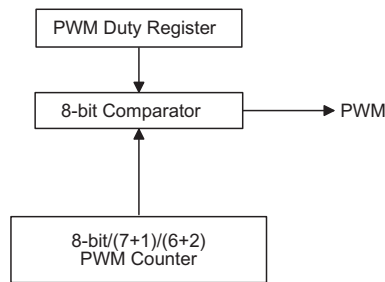 PWM Duty Register
8-bit Comparator
PWM
8-bit/(7+1)/(6+2)
PWM Counter